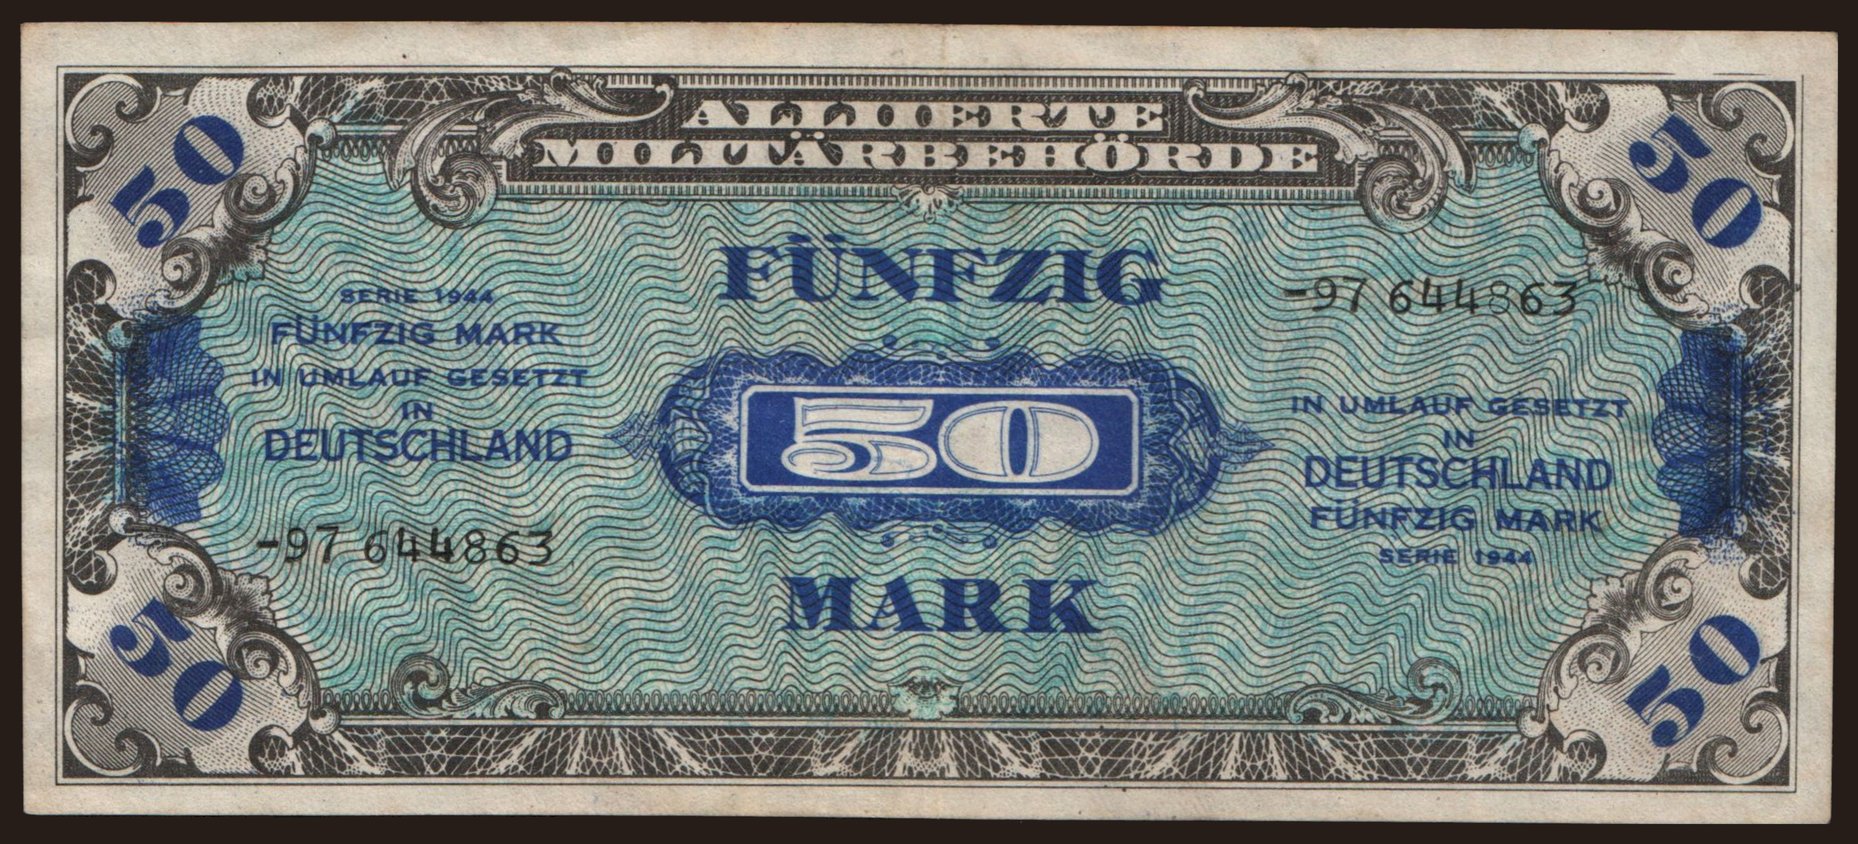 50
ALLIIERTE
MILITÄRBEHÖRDE
50
FÜNFZIG
SERIE 1944
FÜNFZIG MARK
IN UMLAUF GESETZT
IN
DEUTSCHLAND
-97 644863
50
-97 644863
IN UMLAUF GESETZT
IN
DEUTSCHLAND
FÜNFZIG MARK
SERIE 1944
MARK
50
50